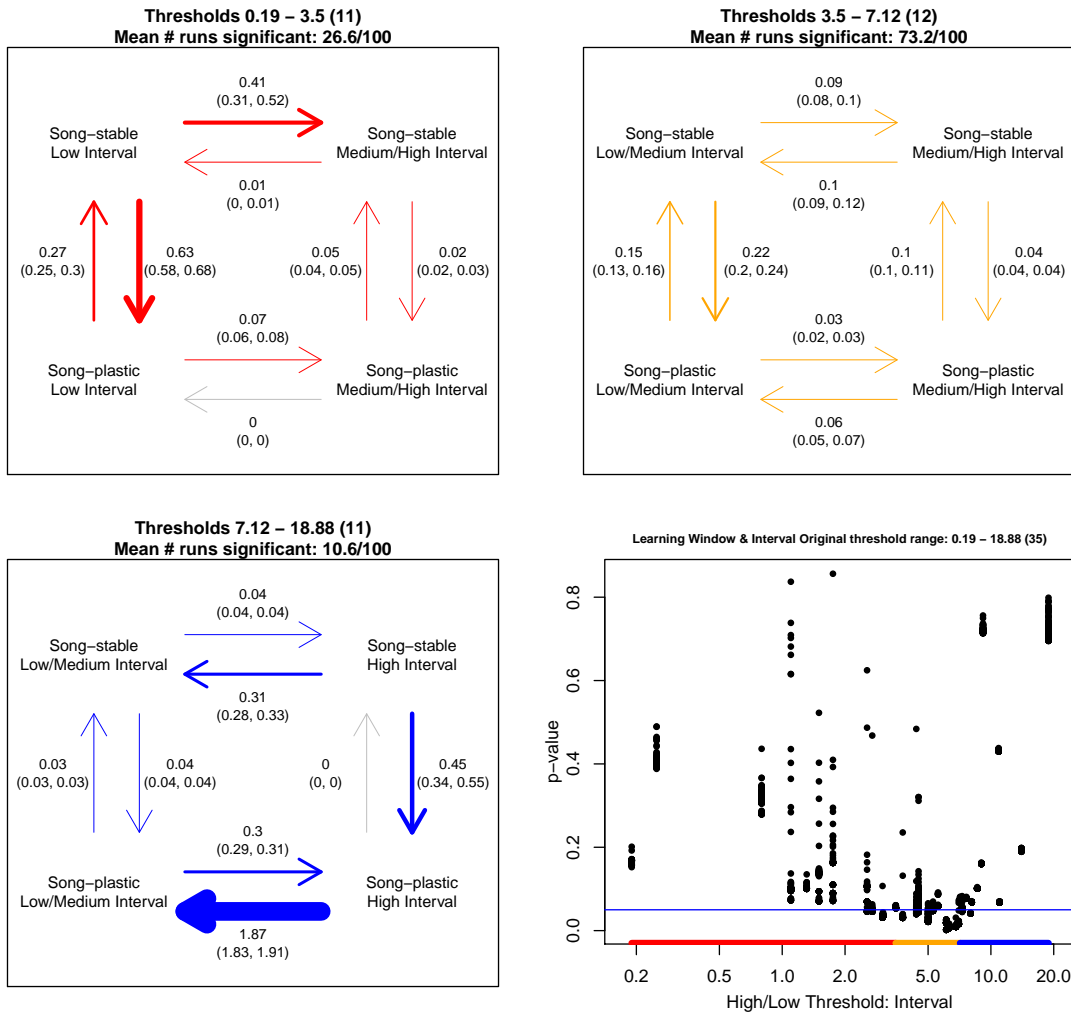 Thresholds 0.19 – 3.5 (11)
Mean # runs significant: 26.6/100
0.41
(0.31, 0.52)
Song–stable
Low Interval
Song–stable
Medium/High Interval
0.01
(0, 0.01)
0.27
(0.25, 0.3)
0.63
(0.58, 0.68)
0.05
(0.04, 0.05)
0.02
(0.02, 0.03)
0.07
(0.06, 0.08)
Song–plastic
Low Interval
Song–plastic
Medium/High Interval
0
(0, 0)
3.5 – 7.12 (12)
Mean # runs significant: 73.2/100
0.09
(0.08, 0.1)
Song–stable
Low/Medium Interval
Song–stable
Medium/High Interval
0.1
(0.09, 0.12)
0.15
(0.13, 0.16)
0.22
(0.2, 0.24)
0.1
(0.1, 0.11)
0.04
(0.04, 0.04)
0.03
(0.02, 0.03)
Song–plastic
Low/Medium Interval
Song–plastic
Medium/High Interval
0.06
(0.05, 0.07)
Thresholds 7.12 – 18.88 (11)
Mean # runs significant: 10.6/100
0.04
(0.04, 0.04)
Song–stable
Low/Medium Interval
Song–stable
High Interval
0.31
(0.28, 0.33)
0.03
(0.03, 0.03)
0.04
(0.04, 0.04)
0
(0, 0)
0.45
(0.34, 0.55)
0.3
(0.29, 0.31)
Song–plastic
Low/Medium Interval
Song–plastic
High Interval
1.87
(1.83, 1.91)
Learning Window & Interval Original threshold range: 0.19 – 18.88 (35)
p–value
0.8
0.6
0.4
0.2
0.0
0.2 0.5 1.0 2.0 5.0 10.0 20.0
High/Low Threshold: Interval